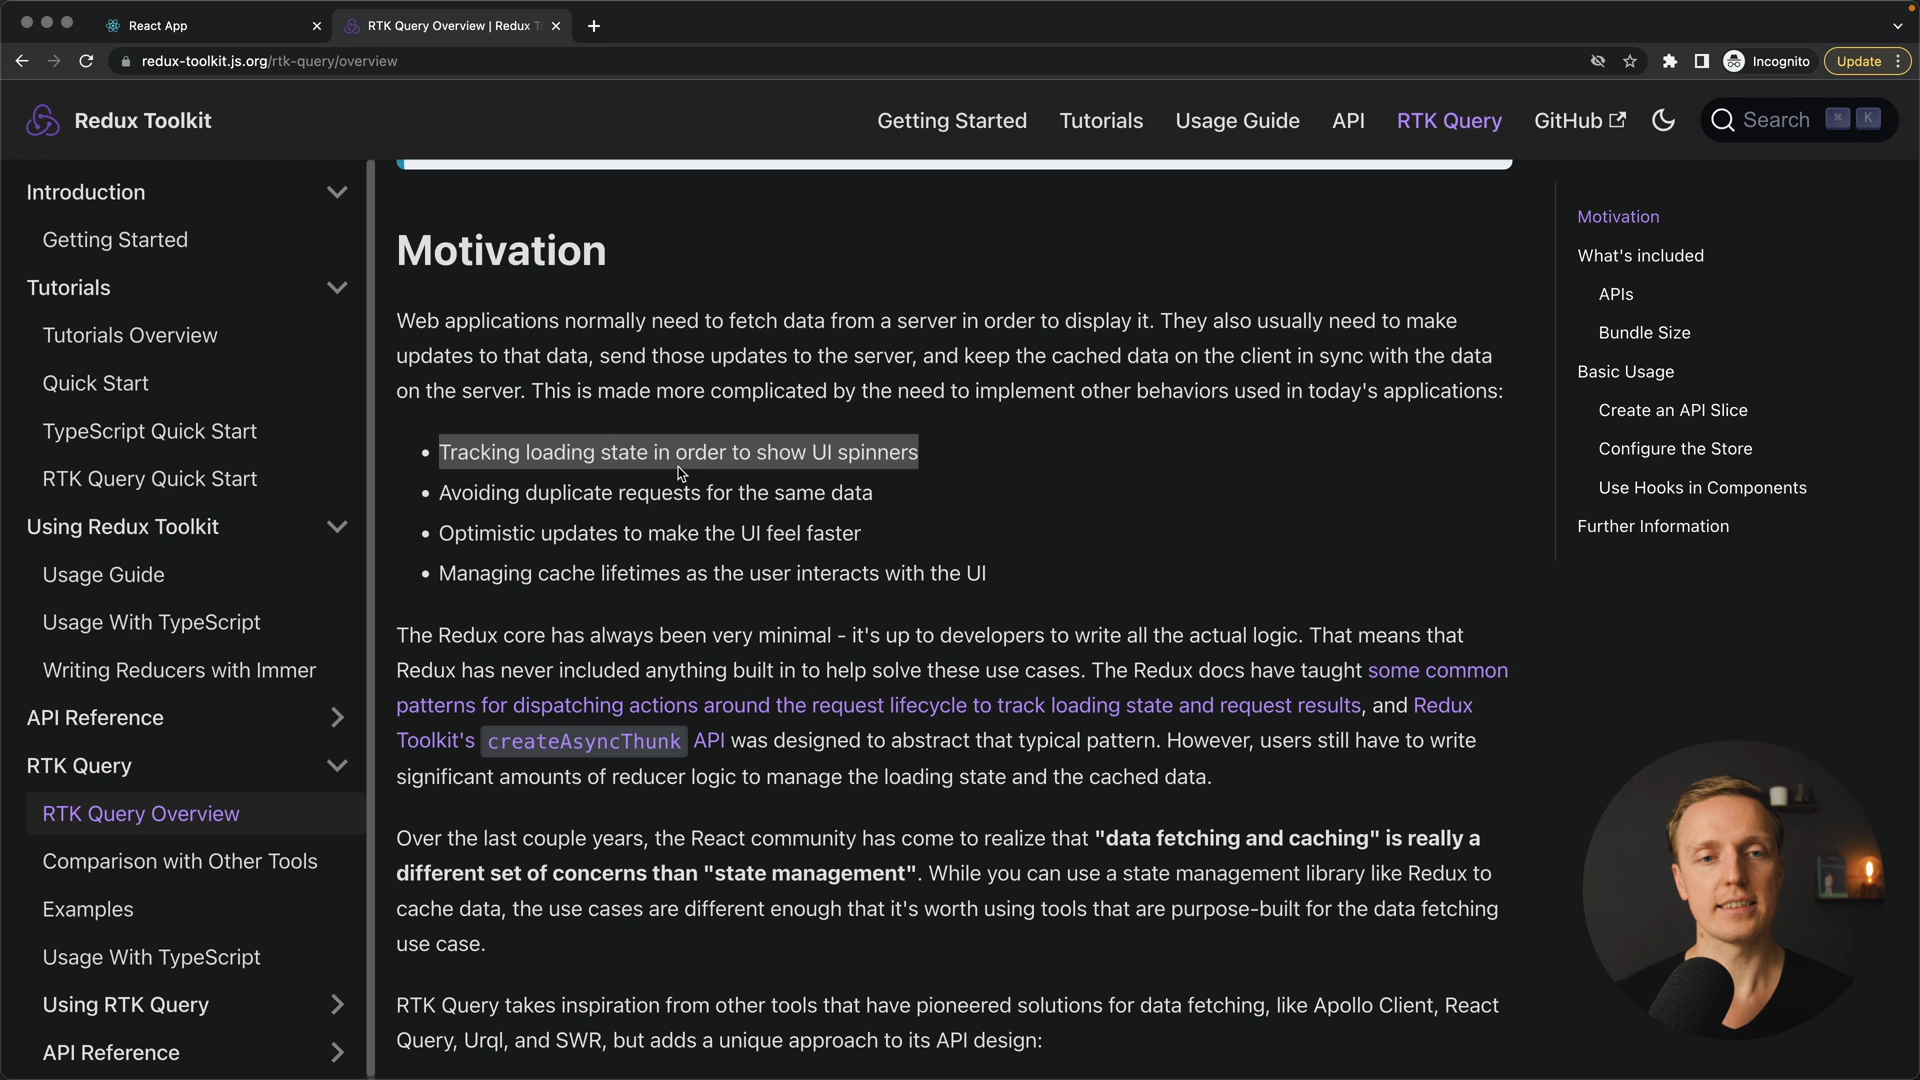 React App
RTK Query Overview | Redux T
redux-toolkit.js.org/rtk-query/overview
Incognito
Update
Redux Toolkit
Getting Started
Tutorials
Usage Guide
API
RTK Query
GitHub
Search
⌘
K
Introduction
Getting Started
Tutorials
Tutorials Overview
Quick Start
TypeScript Quick Start
RTK Query Quick Start
Using Redux Toolkit
Usage Guide
Usage With TypeScript
Writing Reducers with Immer
API Reference
RTK Query
RTK Query Overview
Comparison with Other Tools
Examples
Usage With TypeScript
Using RTK Query
API Reference
Motivation
Web applications normally need to fetch data from a server in order to display it. They also usually need to make
updates to that data, send those updates to the server, and keep the cached data on the client in sync with the data
on the server. This is made more complicated by the need to implement other behaviors used in today's applications:
• Tracking loading state in order to show UI spinners
• Avoiding duplicate requests for the same data
• Optimistic updates to make the UI feel faster
• Managing cache lifetimes as the user interacts with the UI
The Redux core has always been very minimal - it's up to developers to write all the actual logic. That means that
Redux has never included anything built in to help solve these use cases. The Redux docs have taught some common
patterns for dispatching actions around the request lifecycle to track loading state and request results, and Redux
Toolkit's createAsyncThunk API was designed to abstract that typical pattern. However, users still have to write
significant amounts of reducer logic to manage the loading state and the cached data.
Over the last couple years, the React community has come to realize that "data fetching and caching" is really a
different set of concerns than "state management". While you can use a state management library like Redux to
cache data, the use cases are different enough that it's worth using tools that are purpose-built for the data fetching
use case.
RTK Query takes inspiration from other tools that have pioneered solutions for data fetching, like Apollo Client, React
Query, Urql, and SWR, but adds a unique approach to its API design:
Motivation
What's included
APIs
Bundle Size
Basic Usage
Create an API Slice
Configure the Store
Use Hooks in Components
Further Information